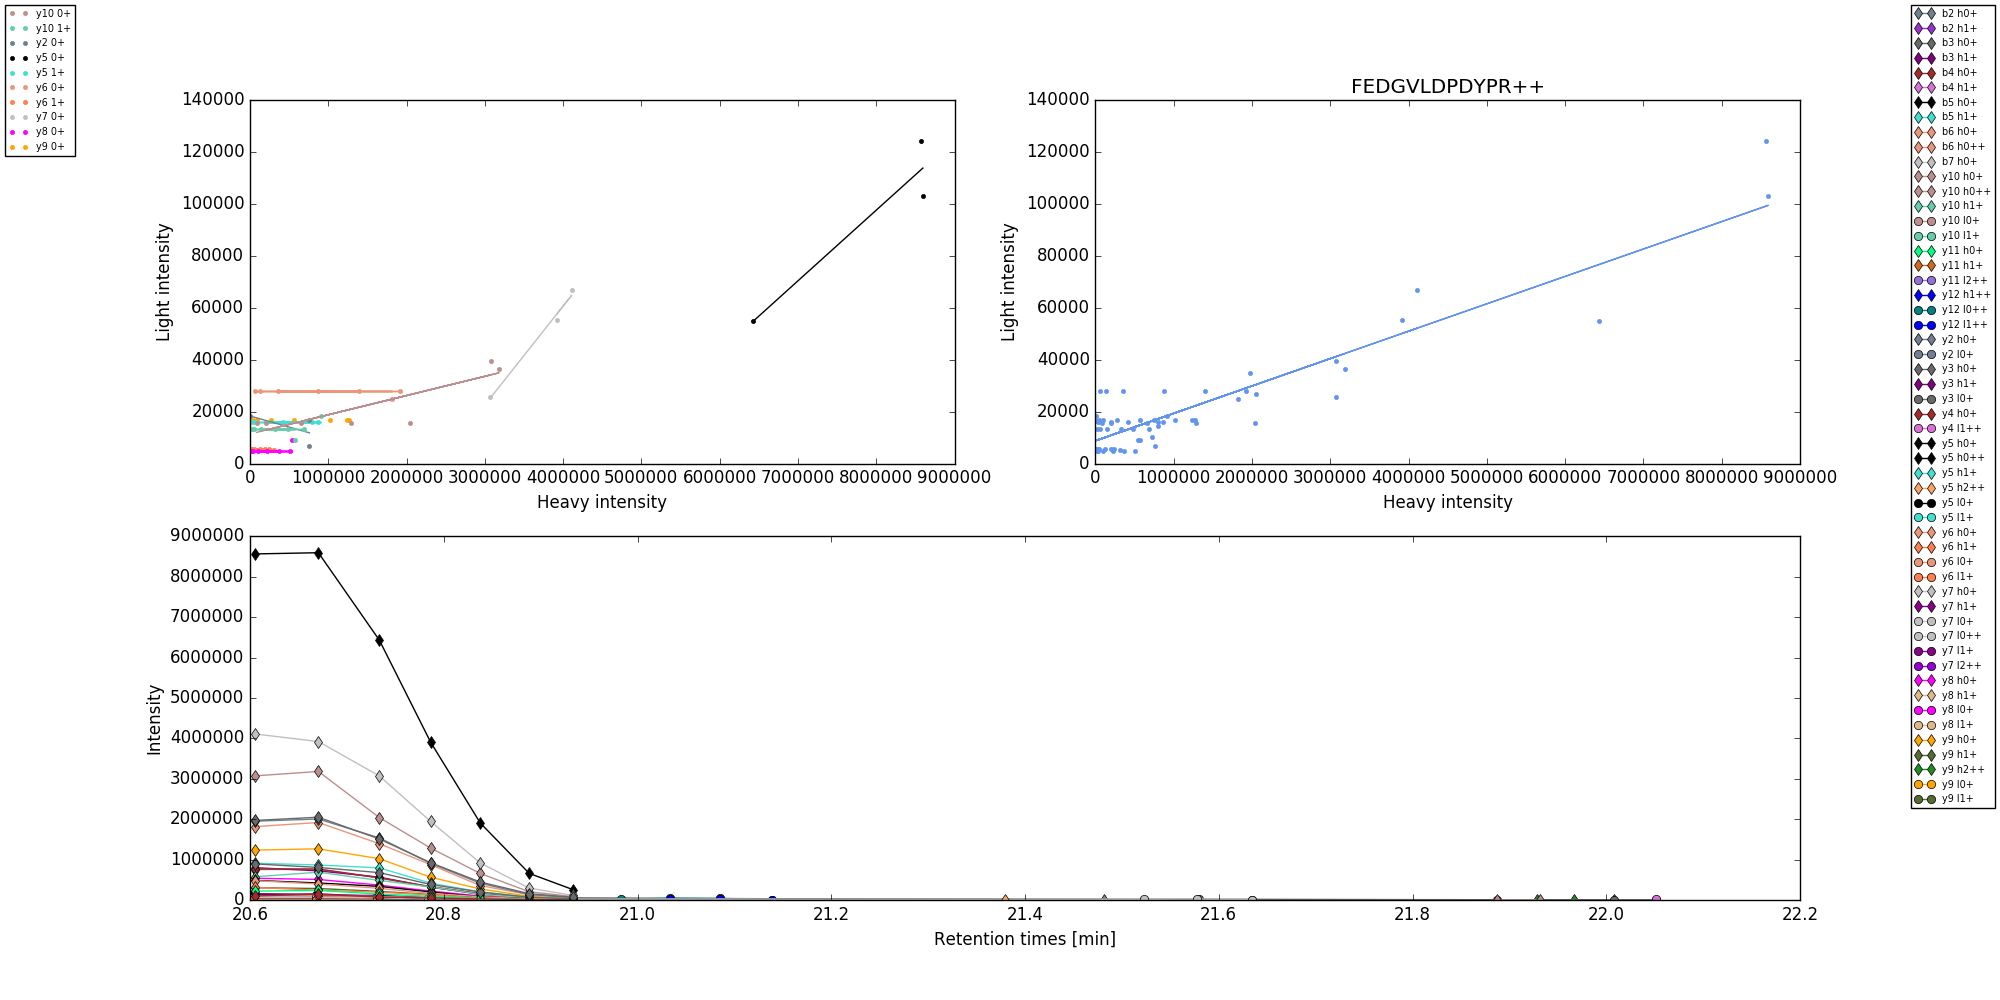 y10 0+
y10 1+
y2 0+
y5 0+
y5 1+
y6 0+
y6 1+
y7 0+
y8 0+
y9 0+
140000
120000
100000
80000
60000
40000
20000
0
Light intensity
0 1000000 2000000 3000000 4000000 5000000 6000000 7000000 8000000 9000000
Heavy intensity
FEDGVLDPDYPR++
140000
120000
100000
80000
60000
40000
20000
0
Light intensity
0 1000000 2000000 3000000 4000000 5000000 6000000 7000000 8000000 9000000
Heavy intensity
9000000
8000000
7000000
6000000
5000000
4000000
3000000
2000000
1000000
0
Intensity
20.6 20.8 21.0 21.2 21.4 21.6 21.8 22.0 22.2
Retention times [min]
b2 h0+
b2 h1+
b3 h0+
b3 h1+
b4 h0+
b4 h1+
b5 h0+
b5 h1+
b6 h0+
b6 h0++
b7 h0+
y10 h0+
y10 h0++
y10 h1+
y10 l0+
y10 l1+
y11 h0+
y11 h1+
y11 l2++
y12 h1++
y12 l0++
y12 l1++
y2 h0+
y2 l0+
y3 h0+
y3 h1+
y3 l0+
y4 h0+
y4 l1++
y5 h0+
y5 h0++
y5 h1+
y5 h2++
y5 l0+
y5 l1+
y6 h0+
y6 h1+
y6 l0+
y6 l1+
y7 h0+
y7 h1+
y7 l0+
y7 l0++
y7 l1+
y7 l2++
y8 h0+
y8 h1+
y8 l0+
y8 l1+
y9 h0+
y9 h1+
y9 h2++
y9 l0+
y9 l1+